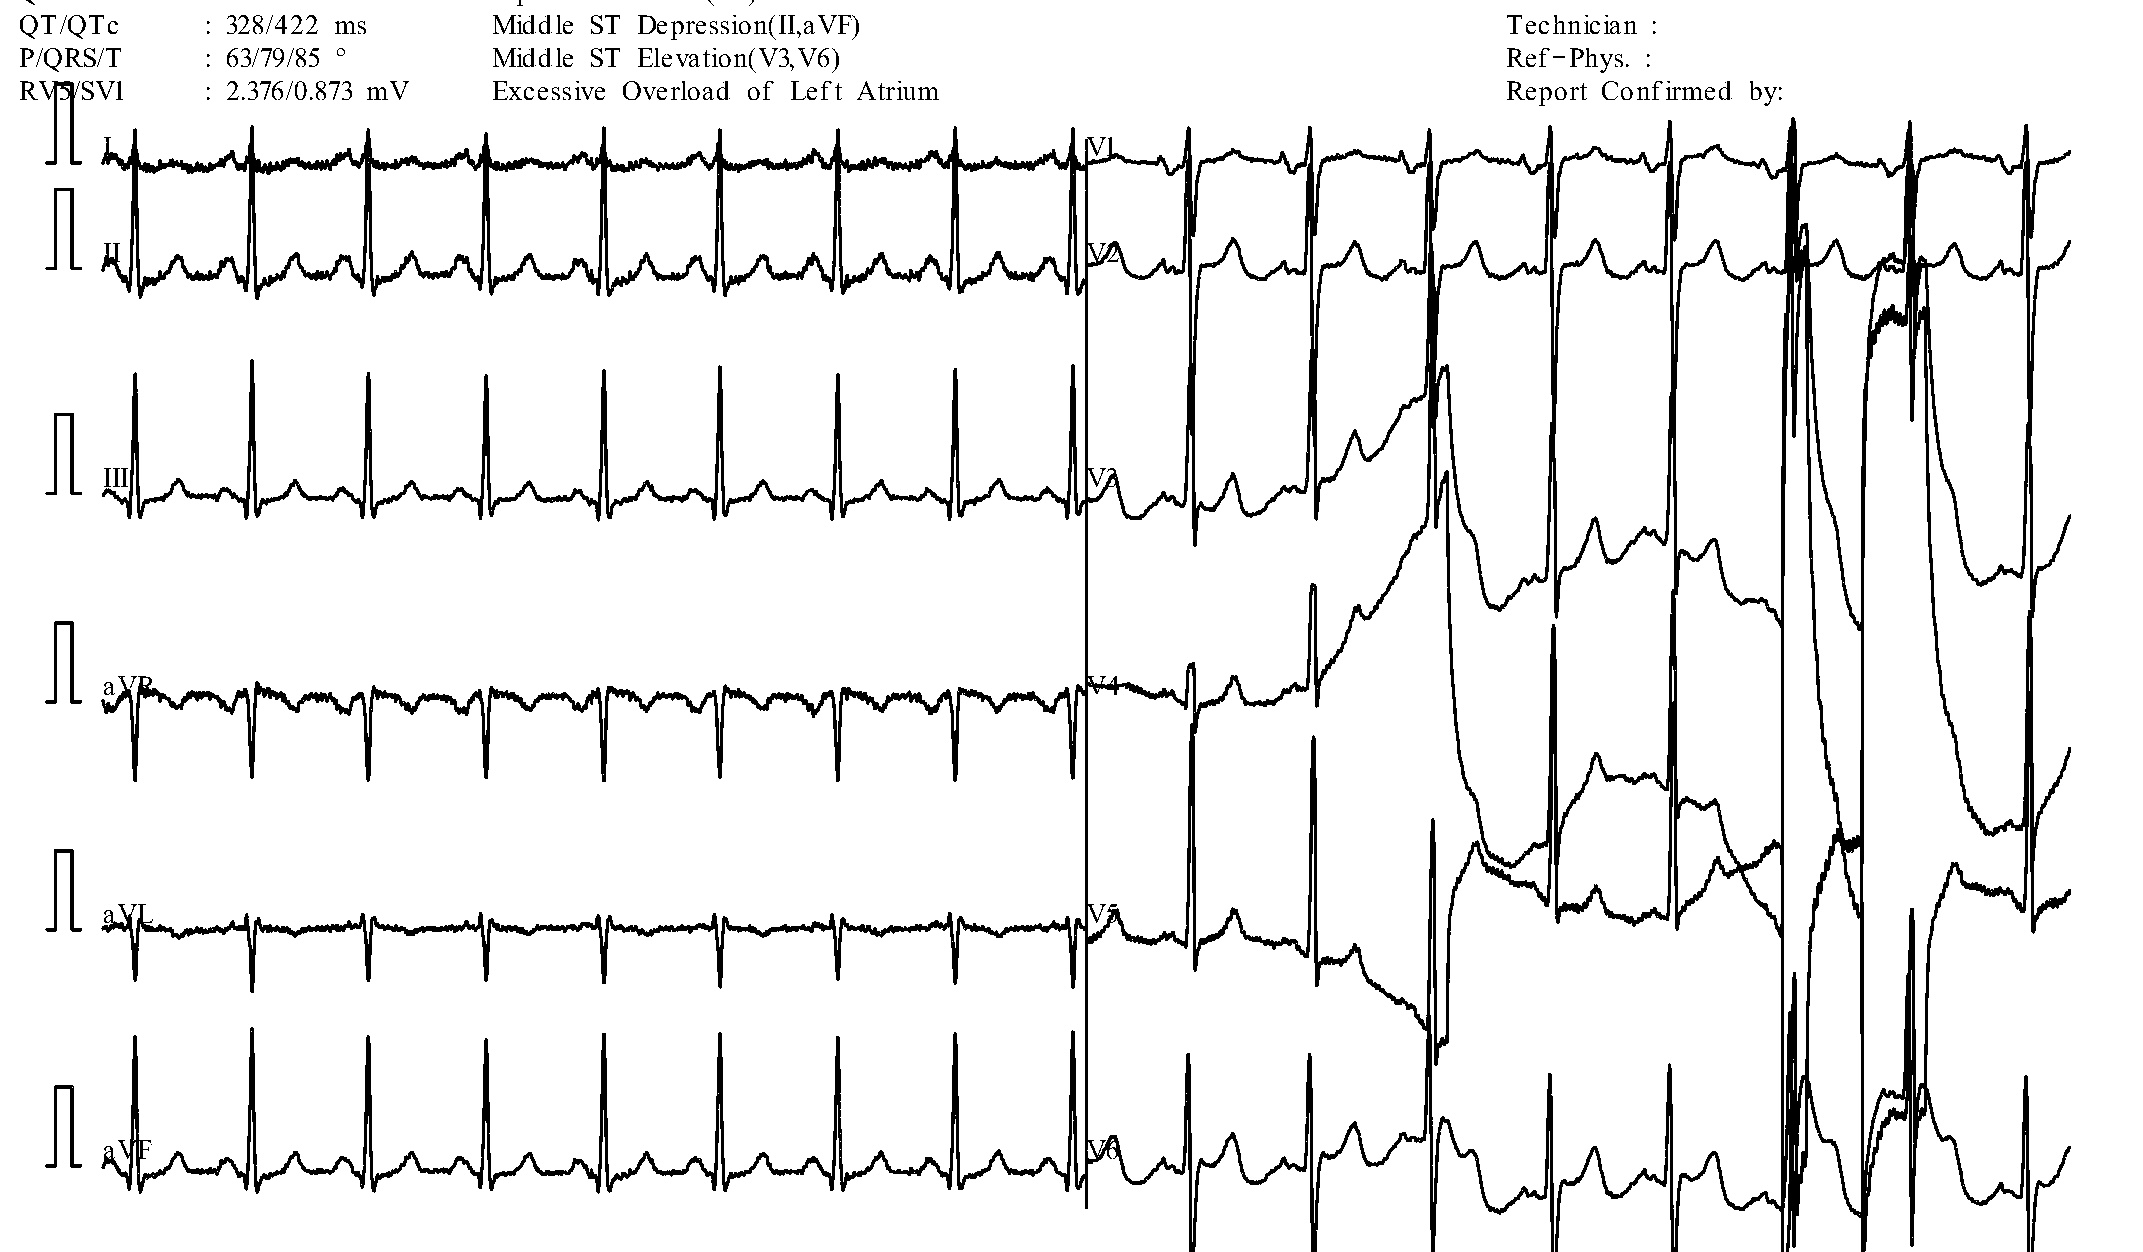 QT/QTc : 328/422 ms
P/QRS/T : 63/79/85 °
RV5/SV1 : 2.376/0.873 mV
Middle ST Depression(II,aVF)
Middle ST Elevation(V3,V6)
Excessive Overload of Left Atrium
Technician :
Ref-Phys. :
Report Confirmed by:
I
II
III
aVR
aVL
aVF
V1
V2
V3
V4
V5
V6